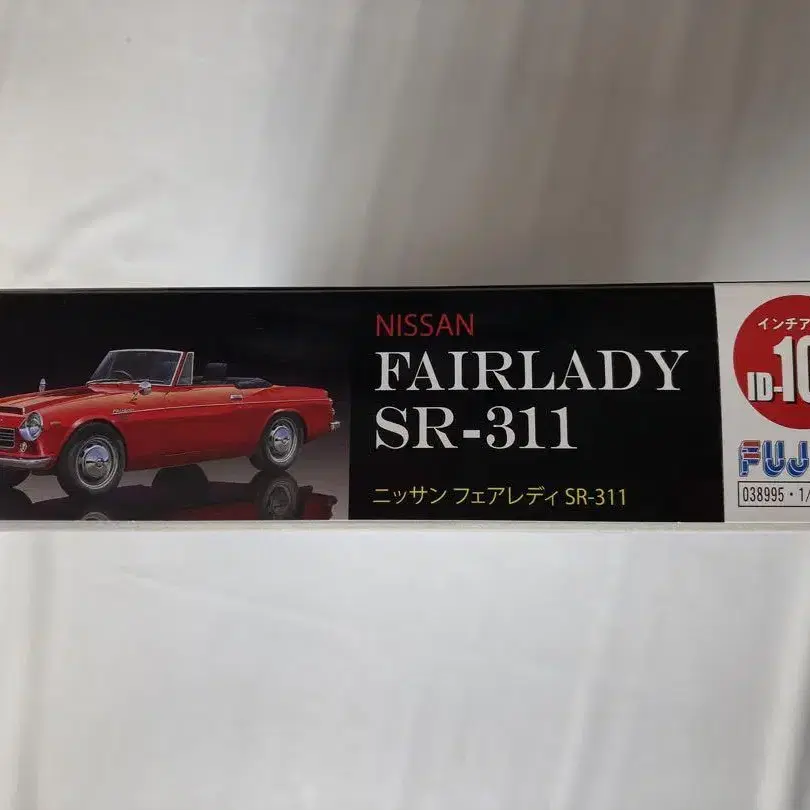 NISSAN
FAIRLADY
SR-311
ニッサン フェアレディ SR-311
インチア
ID-10
FUJ
038995・1/